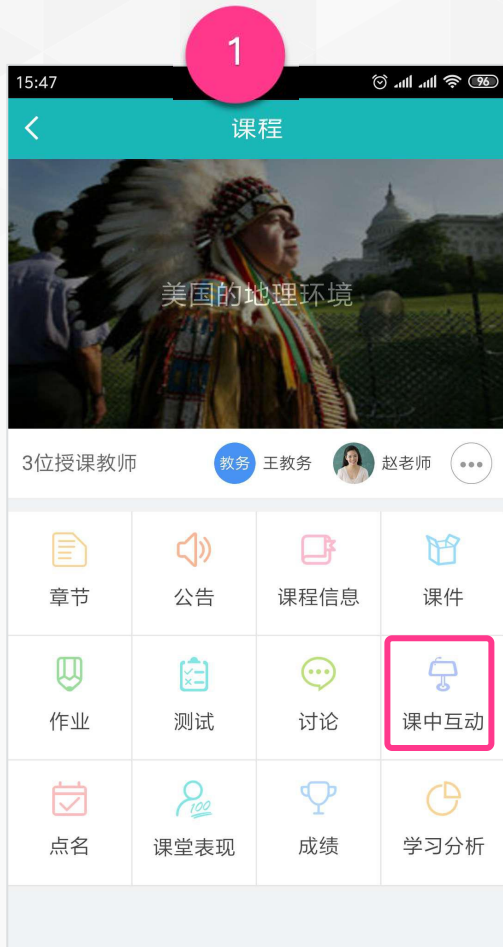 1
15:47
96
课程
美国的地理环境
3位授课教师
教务
王教务
赵老师
章节
公告
课程信息
课件
作业
测试
讨论
课中互动
100
点名
课堂表现
成绩
学习分析